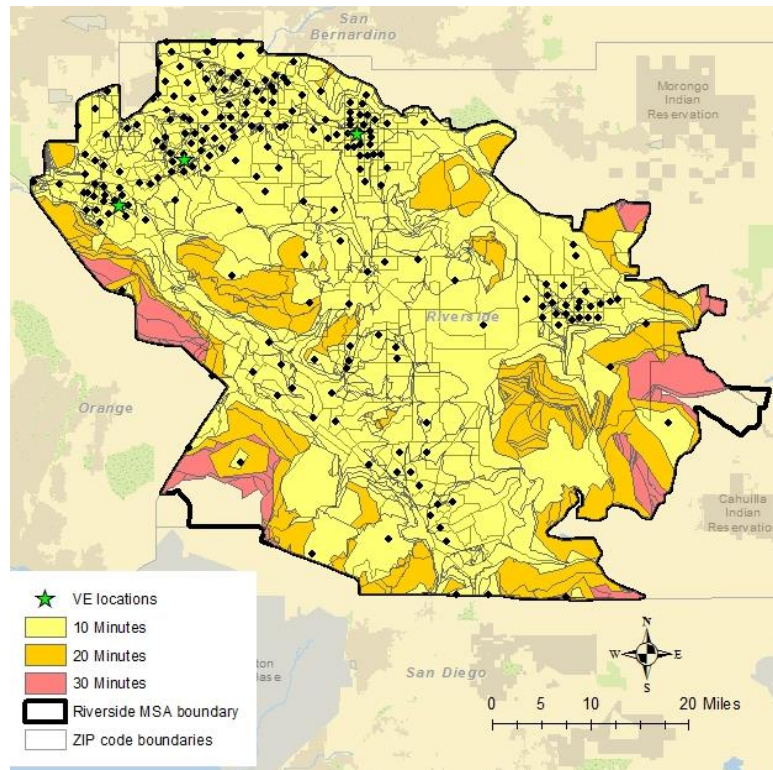 San
Bernardino
Morongo
Indian
Reservation
Riverside
Orange
Cahuilla
Indian
Reservation
San Diego
VE locations
10 Minutes
20 Minutes
30 Minutes
Riverside MSA boundary
ZIP code boundaries
N
W
E
S
0
5
10
20 Miles